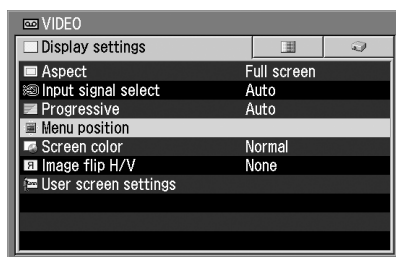 VIDEO
Display settings
Aspect Full screen
Input signal select Auto
Progressive Auto
Menu position
Screen color Normal
Image flip H/V None
User screen settings